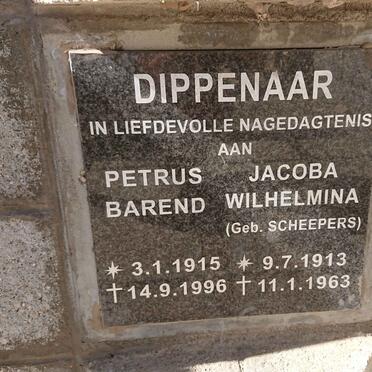 DIPPENAAR
IN LIEFDEVOLLE NAGEDAGTENIS
AAN
PETRUS JACOBA
BAREND WILHELMINA
(Geb. SCHEEPERS)
* 3.1.1915 * 9.7.1913
†14.9.1996 † 11.1.1963